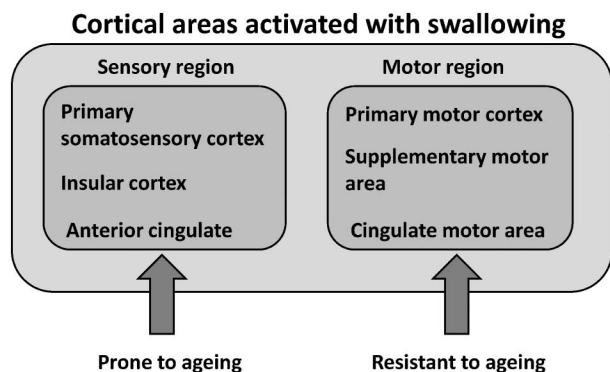 Cortical areas activated with swallowing
Sensory region
Primary
somatosensory cortex
Insular cortex
Anterior cingulate
Motor region
Primary motor cortex
Supplementary motor
area
Cingulate motor area
Prone to ageing
Resistant to ageing